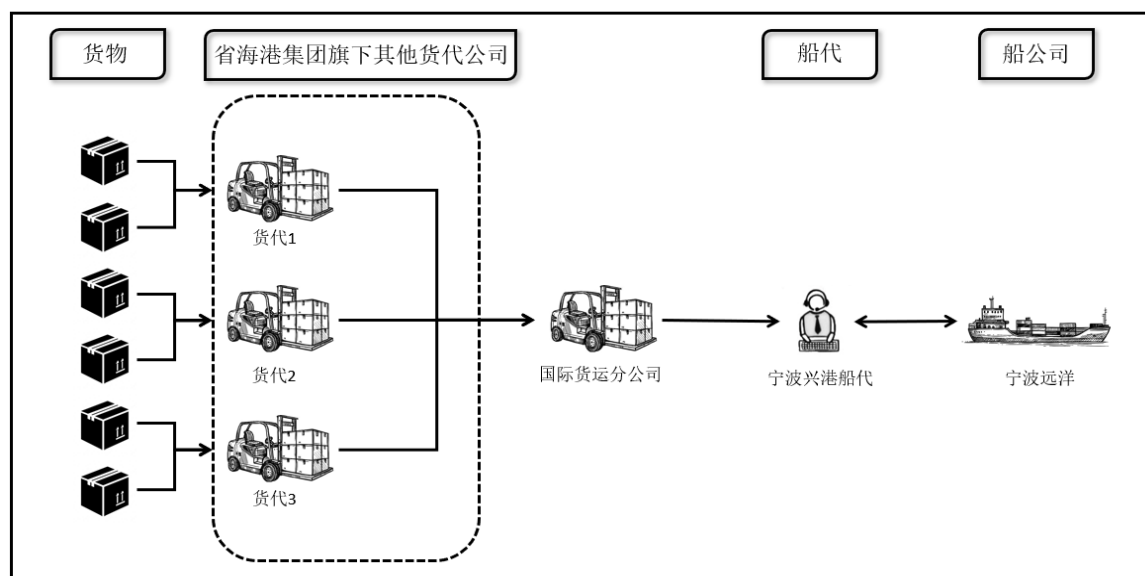 货物
省海港集团旗下其他货代公司
船代
船公司
货代1
货代2
国际货运分公司
宁波兴港船代
宁波远洋
货代3